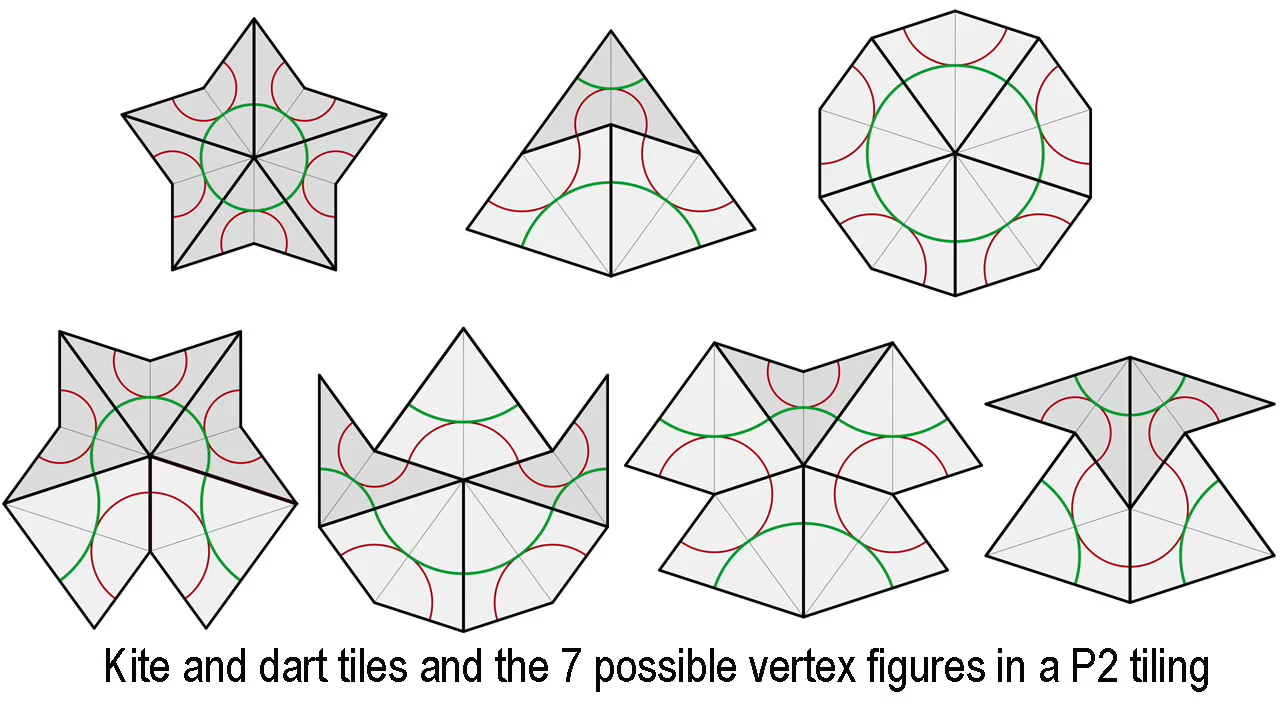 Kite and dart tiles and the 7 possible vertex figures in a P2 tiling